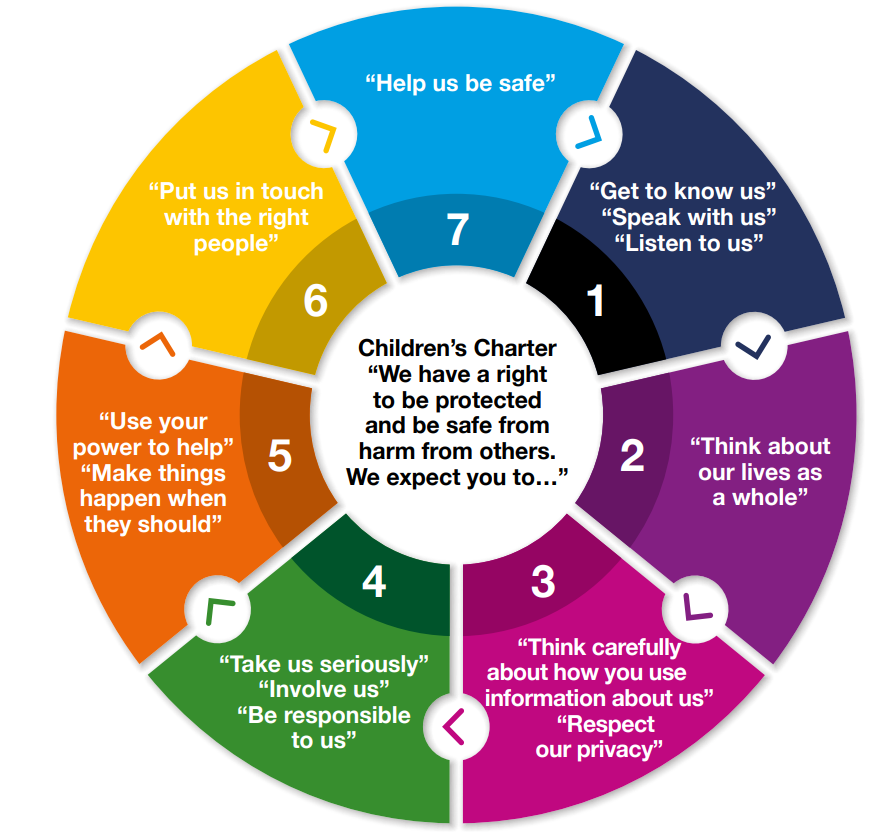 Children’s Charter
“We have a right
to be protected
and be safe from
harm from others.
We expect you to...”
1
“Get to know us”
“Speak with us”
“Listen to us”
2
“Think about
our lives as
a whole”
3
“Think carefully
about how you use
information about us”
“Respect
our privacy”
4
“Take us seriously”
“Involve us”
“Be responsible
to us”
5
“Use your
power to help”
“Make things
happen when
they should”
6
“Put us in touch
with the right
people”
7
“Help us be safe”